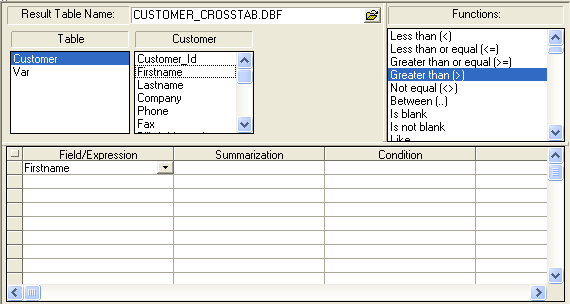 Result Table Name: CUSTOMER_CROSSTAB.DBF
Functions:
Table
Customer
Customer
Var
Customer_Id
Firstname
Lastname
Company
Phone
Fax
Less than (<)
Less than or equal (<=)
Greater than or equal (>=)
Greater than (>)
Not equal (<>)
Between (..)
Is blank
Is not blank
Like
Field/Expression Summarization Condition
Firstname